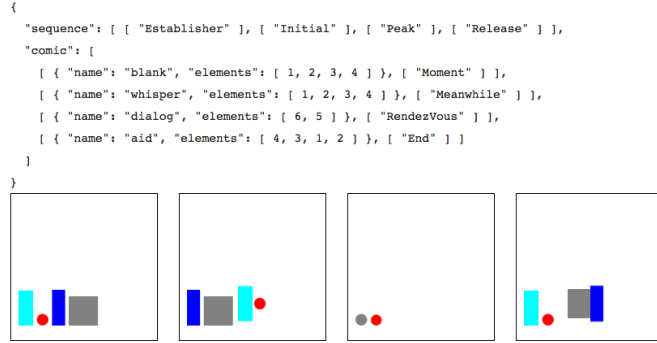 {
"sequence": [ [ "Establisher" ], [ "Initial" ], [ "Peak" ], [ "Release" ] ],
"comic": [
[ { "name": "blank", "elements": [ 1, 2, 3, 4 ] }, [ "Moment" ] ],
[ { "name": "whisper", "elements": [ 1, 2, 3, 4 ] }, [ "Meanwhile" ] ],
[ { "name": "dialog", "elements": [ 6, 5 ] }, [ "RendezVous" ] ],
[ { "name": "aid", "elements": [ 4, 3, 1, 2 ] }, [ "End" ] ]
]
}